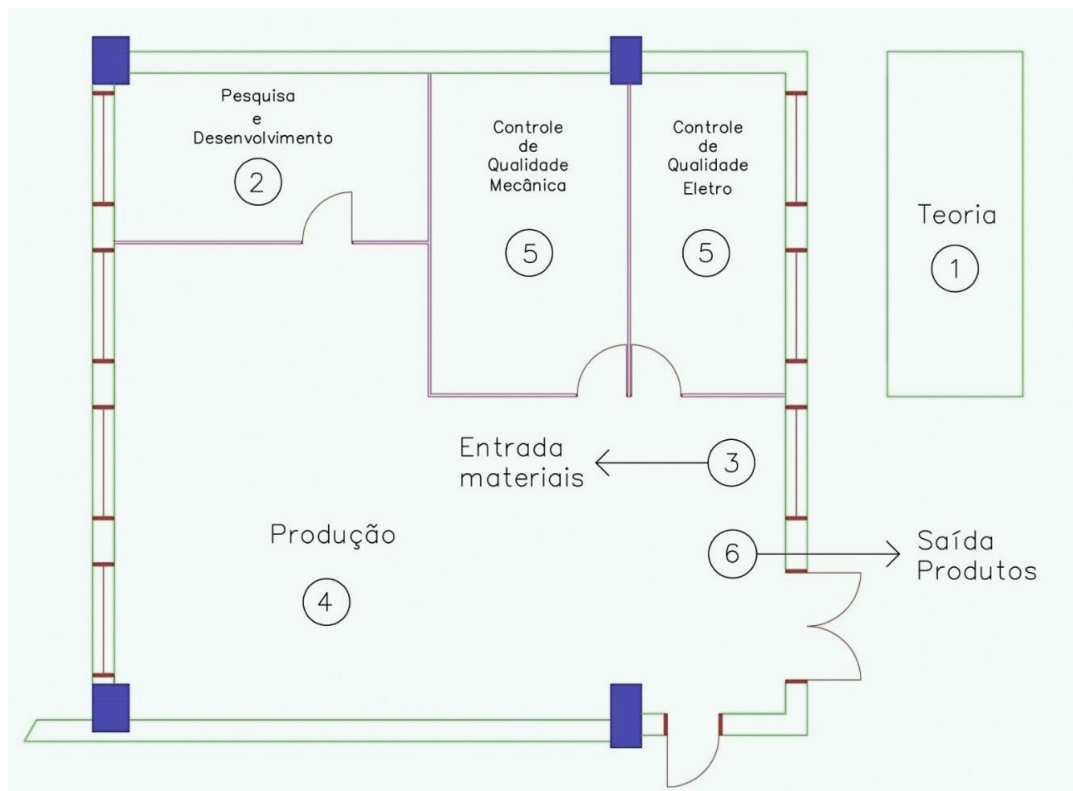 Pesquisa
e
Desenvolvimento
2
Controle
de
Qualidade
Mecânica
5
Controle
de
Qualidade
Eletro
5
Teoria
1
Entrada
materiais
3
Produção
4
6
Saída
Produtos